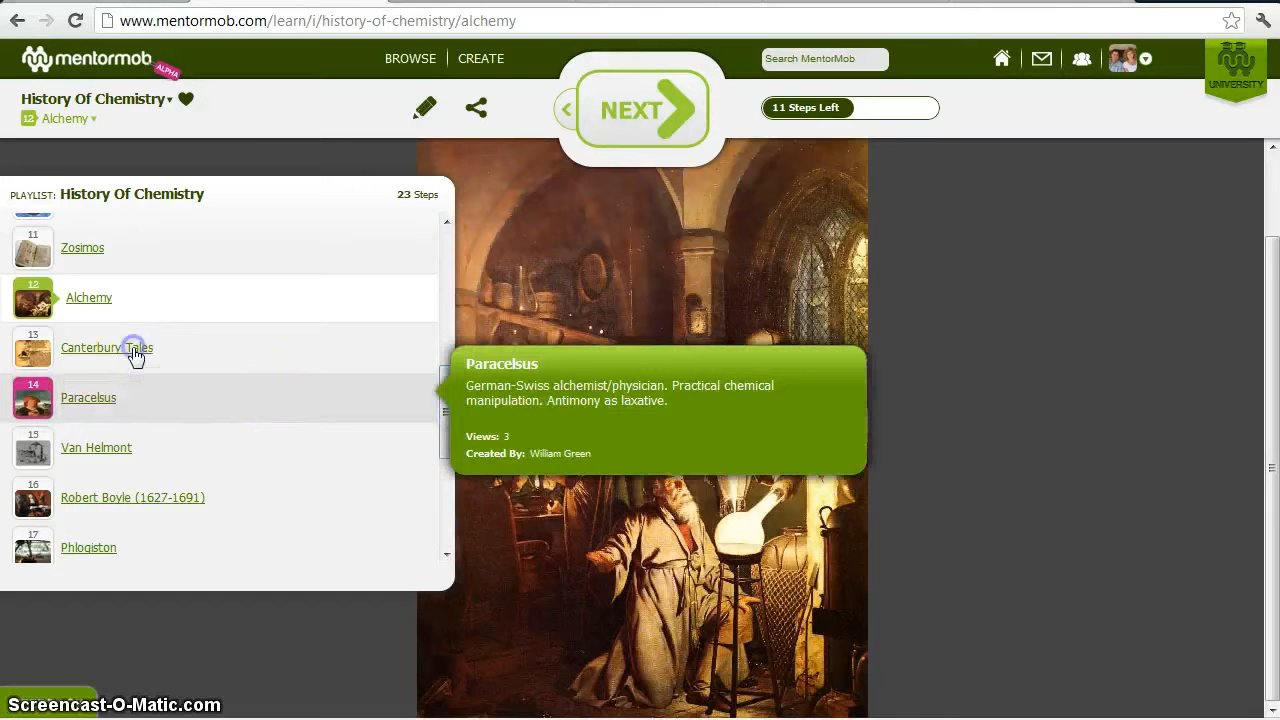 www.mentormob.com/learn/i/history-of-chemistry/alchemy
mentormob
ALPHA
BROWSE
CREATE
Search MentorMob
UNIVERSITY
History Of Chemistry
12 Alchemy
NEXT
11 Steps Left
PLAYLIST: History Of Chemistry
23 Steps
11 Zosimos
12 Alchemy
13 Canterbury Tales
14 Paracelsus
15 Van Helmont
16 Robert Boyle (1627-1691)
17 Phlogiston
Paracelsus
German-Swiss alchemist/physician. Practical chemical
manipulation. Antimony as laxative.
Views: 3
Created By: William Green
Screencast-O-Matic.com